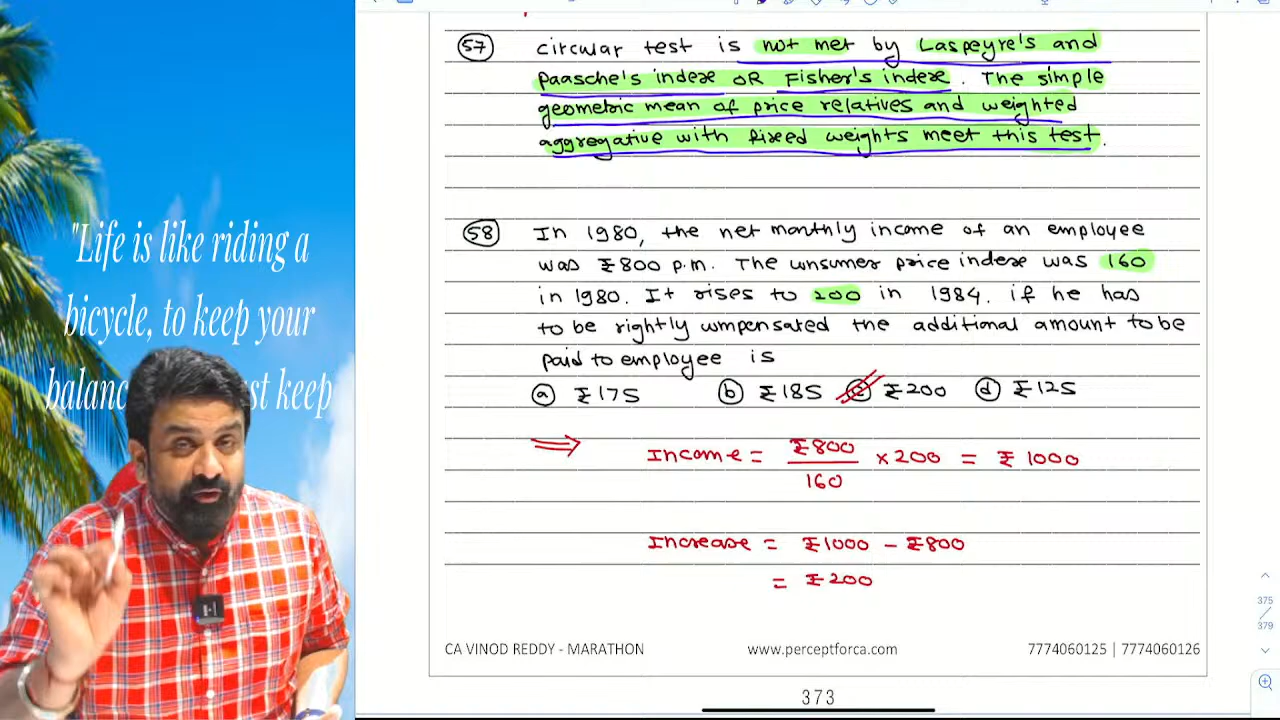 "Life is like riding a
bicycle, to keep your
st keep
57 circular test is not met by Laspeyre's and
Paasche's index OR Fisher's index. The simple
geometric mean of price relatives and weighted
aggregative with fixed weights meet this test.
58 In 1980, the net monthly income of an employee
was ₹800 p.m. The consumer price index was 160
in 1980. It rises to 200 in 1984. if he has
to be rightly compensated the additional amount to be
paid to employee is
a ₹175 b ₹185 c ₹200 d ₹125
⇒ Income = ₹800 / 160 × 200 = ₹1000
Increase = ₹1000 - ₹800
= ₹200
CA VINOD REDDY - MARATHON www.perceptforca.com 7774060125 | 7774060126
373
375
/
379